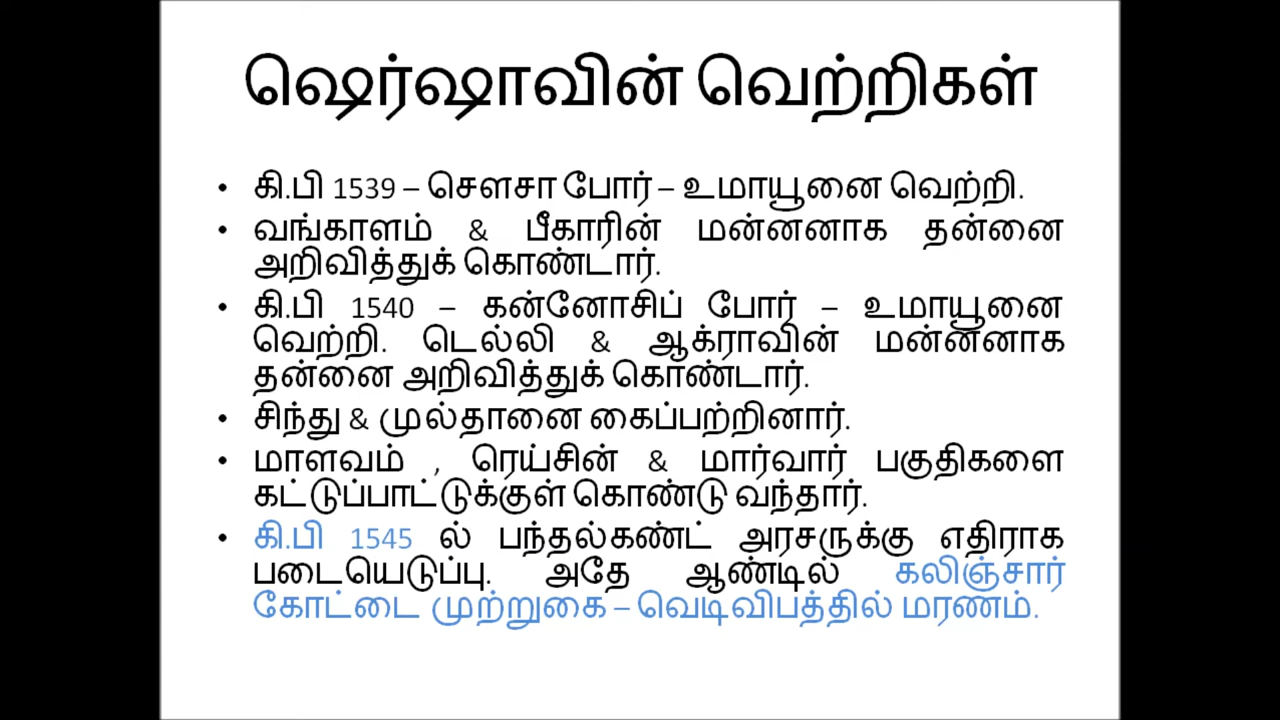 ஷெர்ஷாவின் வெற்றிகள்
• கி.பி 1539 – சௌசா போர் – உமாயூனை வெற்றி.
• வங்காளம் & பீகாரின் மன்னனாக தன்னை
அறிவித்துக் கொண்டார்.
• கி.பி 1540 – கன்னோசிப் போர் – உமாயூனை
வெற்றி. டெல்லி & ஆக்ராவின் மன்னனாக
தன்னை அறிவித்துக் கொண்டார்.
• சிந்து & முல்தானை கைப்பற்றினார்.
• மாளவம் , ரெய்சின் & மார்வார் பகுதிகளை
கட்டுப்பாட்டுக்குள் கொண்டு வந்தார்.
• கி.பி 1545 ல் பந்தல்கண்ட் அரசருக்கு எதிராக
படையெடுப்பு. அதே ஆண்டில் கலிஞ்சார்
கோட்டை முற்றுகை – வெடிவிபத்தில் மரணம்.